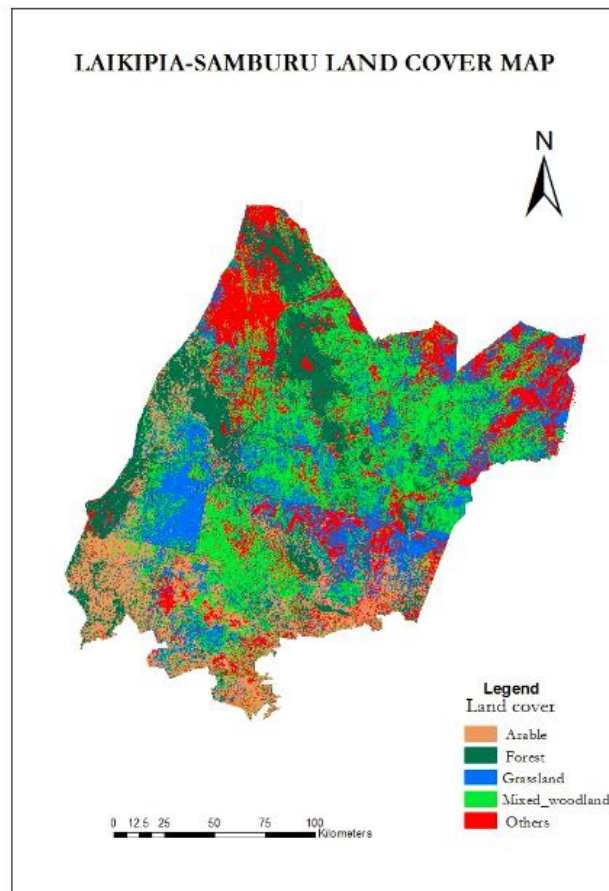 LAIKIPIA-SAMBURU LAND COVER MAP
N
Legend
Land cover
Arable
Forest
Grassland
Mixed_woodland
Others
0 12.5 25 50 75 100
Kilometers